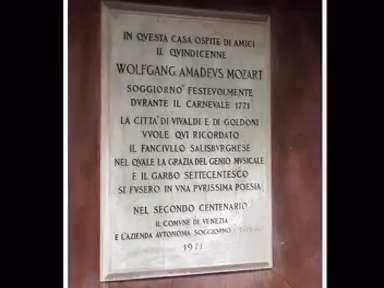 IN QVESTA CASA OSPITE DI AMICI
IL QVINDICENNE
WOLFGANG AMADEVS MOZART
SOGGIORNO' FESTEVOLMENTE
DVRANTE IL CARNEVALE 1771
LA CITTA' DI VIVALDI E DI GOLDONI
VVOLE QVI RICORDATO
IL FANCIVLLO SALISBVRGHESE
NEL QVALE LA GRAZIA DEL GENIO MVSICALE
E IL GARBO SETTECENTESCO
SI FVSERO IN VNA PVRISSIMA POESIA
NEL SECONDO CENTENARIO
IL COMVNE DI VENEZIA
E L'AZIENDA AVTONOMA SOGGIORNO E TVRISMO
1971